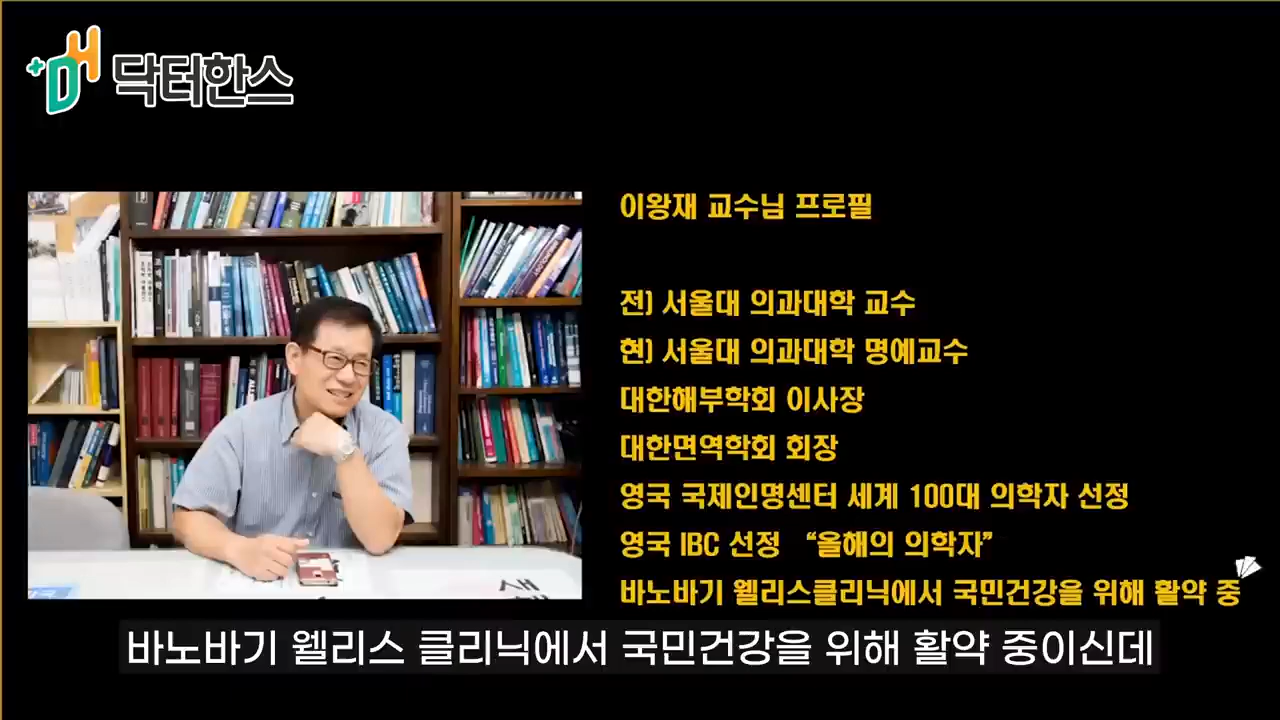 DH 닥터한스
이왕재 교수님 프로필
전) 서울대 의과대학 교수
현) 서울대 의과대학 명예교수
대한해부학회 이사장
대한면역학회 회장
영국 국제인명센터 세계 100대 의학자 선정
영국 IBC 선정 “올해의 의학자”
바노바기 웰리스클리닉에서 국민건강을 위해 활약 중
바노바기 웰리스 클리닉에서 국민건강을 위해 활약 중이신데